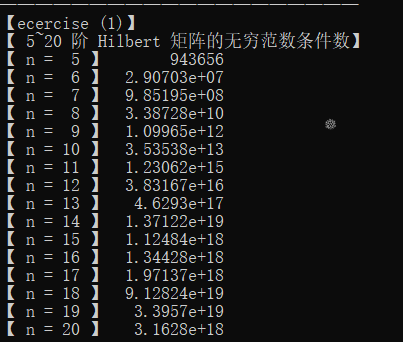 【ecercise (1)】
【 5~20 阶 Hilbert 矩阵的无穷范数条件数】
【 n =  5 】 943656
【 n =  6 】 2.90703e+07
【 n =  7 】 9.85195e+08
【 n =  8 】 3.38728e+10
【 n =  9 】 1.09965e+12
【 n = 10 】 3.53538e+13
【 n = 11 】 1.23062e+15
【 n = 12 】 3.83167e+16
【 n = 13 】 4.6293e+17
【 n = 14 】 1.37122e+19
【 n = 15 】 1.12484e+18
【 n = 16 】 1.34428e+18
【 n = 17 】 1.97137e+18
【 n = 18 】 9.12824e+19
【 n = 19 】 3.3957e+19
【 n = 20 】 3.1628e+18